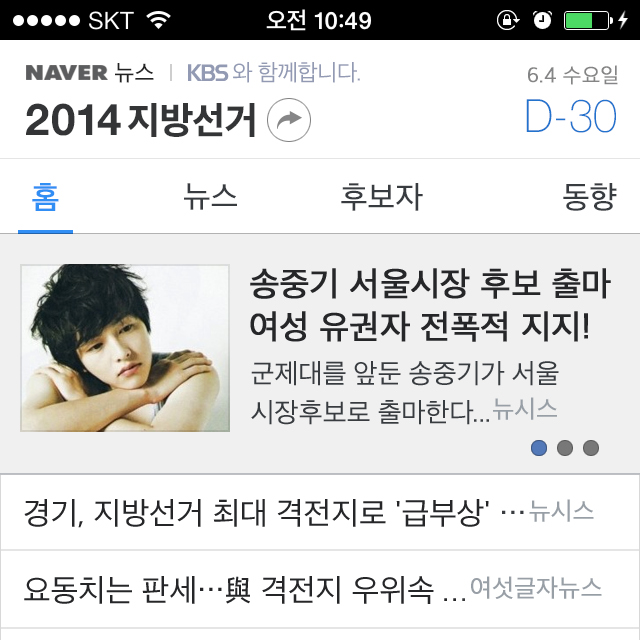 SKT 오전 10:49
NAVER 뉴스 | KBS 와 함께합니다.
6.4 수요일
2014 지방선거
D-30
홈 뉴스 후보자 동향
송중기 서울시장 후보 출마
여성 유권자 전폭적 지지!
군제대를 앞둔 송중기가 서울
시장후보로 출마한다...뉴시스
경기, 지방선거 최대 격전지로 '급부상' …뉴시스
요동치는 판세…與 격전지 우위속 ...여섯글자뉴스